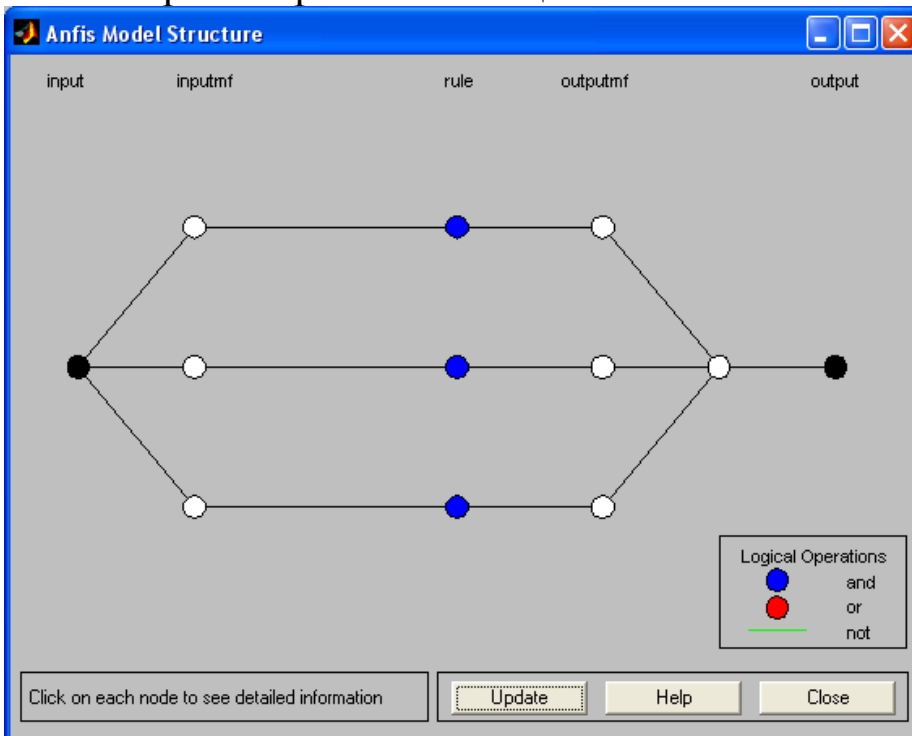 Anfis Model Structure
input inputmf rule outputmf output
Logical Operations
and
or
not
Click on each node to see detailed information
Update Help Close